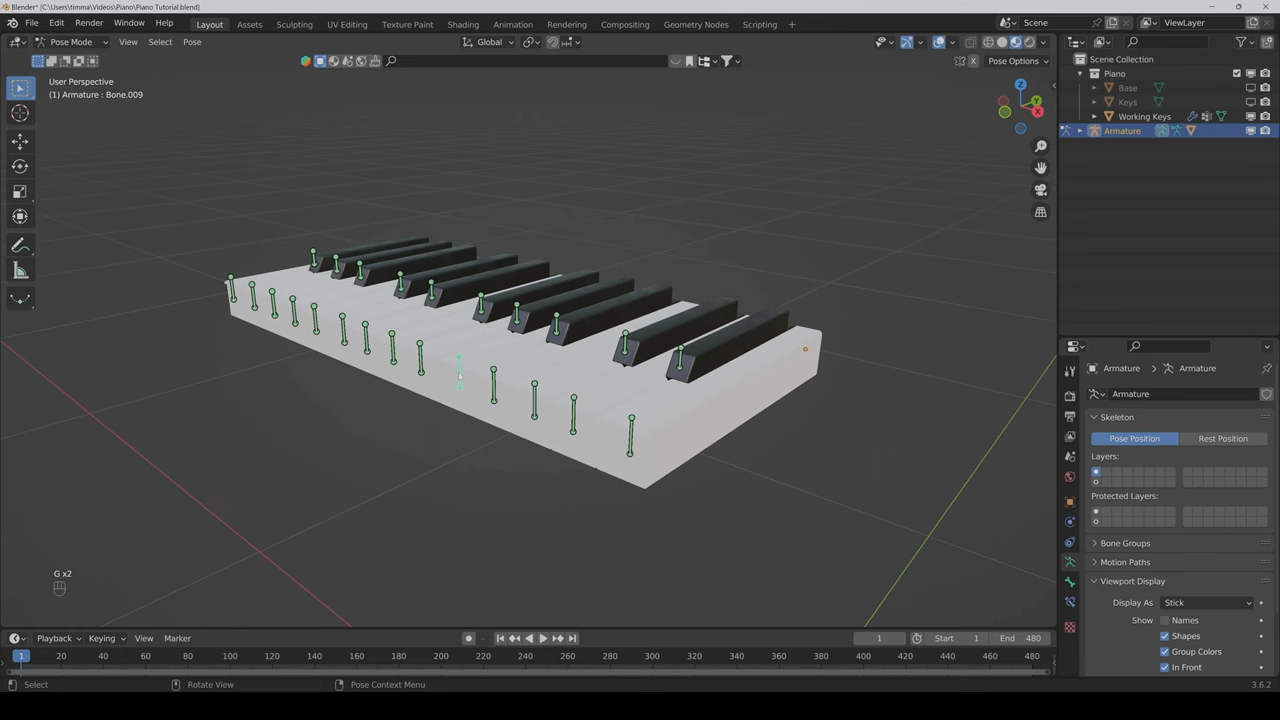 Blender* [C:\Users\timma\Videos\Piano\Piano Tutorial.blend]
File Edit Render Window Help Layout Assets Sculpting UV Editing Texture Paint Shading Animation Rendering Compositing Geometry Nodes Scripting + Scene ViewLayer
Pose Mode View Select Pose Global
Pose Options
User Perspective
(1) Armature : Bone.009
Z
Y
X
Scene Collection
Piano
Base
Keys
Working Keys
Armature
Armature > Armature
Armature
Skeleton
Pose Position Rest Position
Layers:
Protected Layers:
Bone Groups
Motion Paths
Viewport Display
Display As Stick
Show Names
Shapes
Group Colors
In Front
G x2
Playback Keying View Marker 1 Start 1 End 480
1 20 40 60 80 100 120 140 160 180 200 220 240 260 280 300 320 340 360 380 400 420 440 460 480
Select Rotate View Pose Context Menu 3.6.2